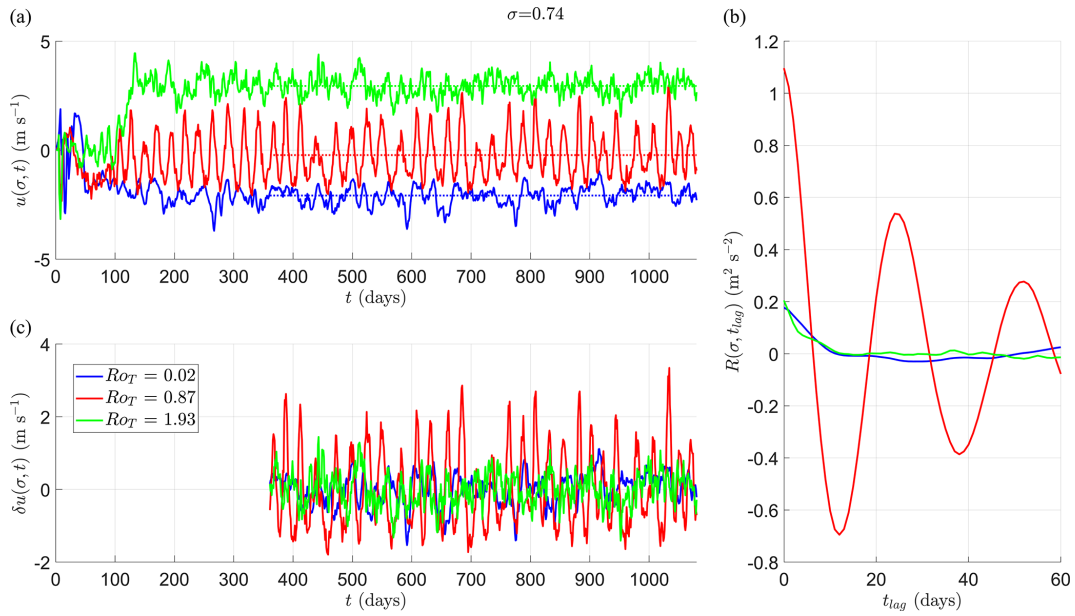 (a)
σ=0.74
(b)
u(σ, t) (m s⁻¹)
5
0
-5
0 100 200 300 400 500 600 700 800 900 1000
t (days)
(c)
δu(σ, t) (m s⁻¹)
4
2
0
-2
Ro_T = 0.02
Ro_T = 0.87
Ro_T = 1.93
0 100 200 300 400 500 600 700 800 900 1000
t (days)
R(σ, t_lag) (m² s⁻²)
1.2
1
0.8
0.6
0.4
0.2
0
-0.2
-0.4
-0.6
-0.8
0 20 40 60
t_lag (days)